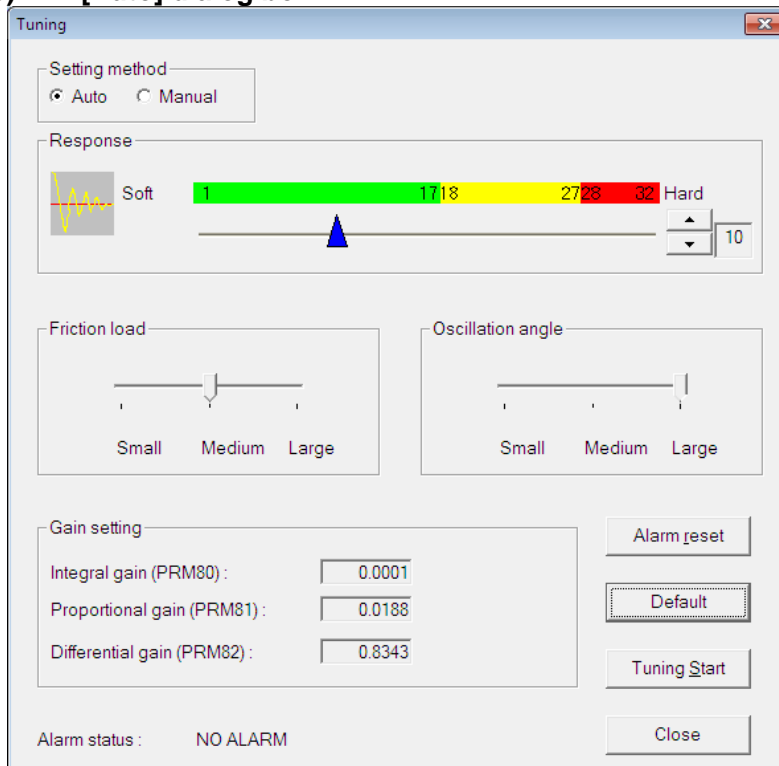 Tuning
Setting method
Auto Manual
Response
Soft 1 17 18 27 28 32 Hard
10
Friction load
Small Medium Large
Oscillation angle
Small Medium Large
Gain setting
Integral gain (PRM80) : 0.0001
Proportional gain (PRM81) : 0.0188
Differential gain (PRM82) : 0.8343
Alarm reset
Default
Tuning Start
Close
Alarm status : NO ALARM